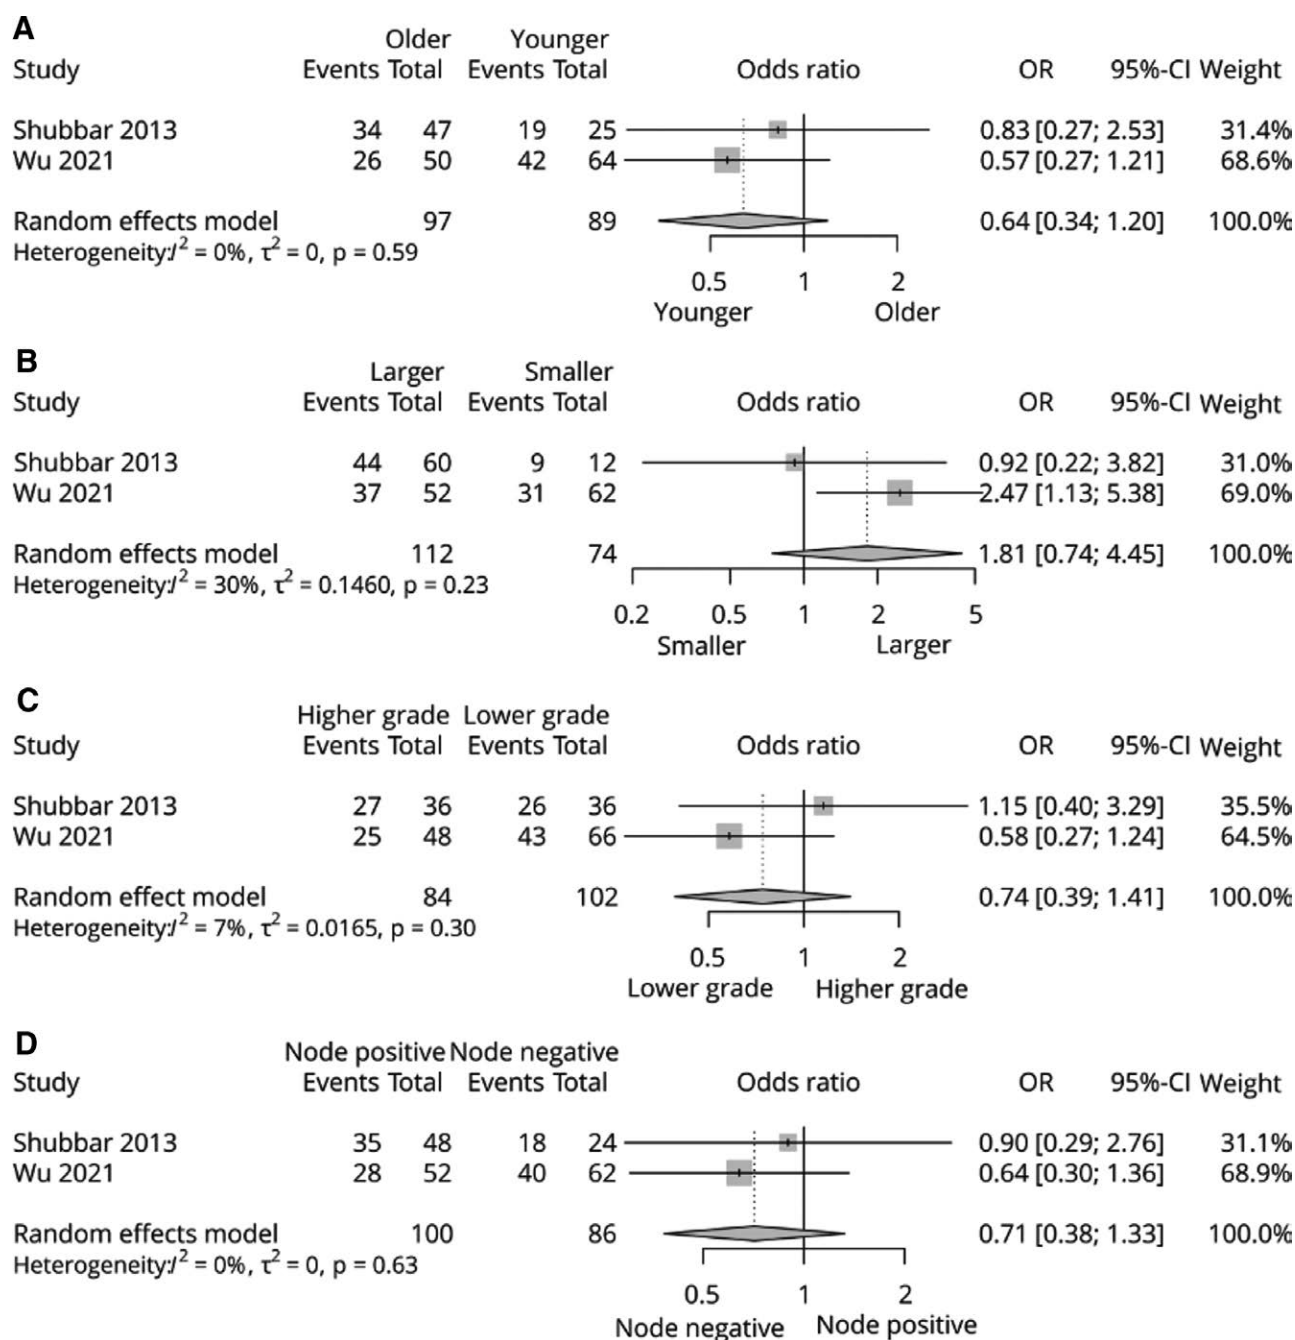 A
Older Younger
Study Events Total Events Total Odds ratio OR 95%-CI Weight
Shubbar 2013 34 47 19 25 0.83 [0.27; 2.53] 31.4%
Wu 2021 26 50 42 64 0.57 [0.27; 1.21] 68.6%
Random effects model 97 89 0.64 [0.34; 1.20] 100.0%
Heterogeneity: I² = 0%, τ² = 0, p = 0.59
0.5 1 2
Younger Older
B
Larger Smaller
Study Events Total Events Total Odds ratio OR 95%-CI Weight
Shubbar 2013 44 60 9 12 0.92 [0.22; 3.82] 31.0%
Wu 2021 37 52 31 62 2.47 [1.13; 5.38] 69.0%
Random effects model 112 74 1.81 [0.74; 4.45] 100.0%
Heterogeneity: I² = 30%, τ² = 0.1460, p = 0.23
0.2 0.5 1 2 5
Smaller Larger
C
Higher grade Lower grade
Study Events Total Events Total Odds ratio OR 95%-CI Weight
Shubbar 2013 27 36 26 36 1.15 [0.40; 3.29] 35.5%
Wu 2021 25 48 43 66 0.58 [0.27; 1.24] 64.5%
Random effect model 84 102 0.74 [0.39; 1.41] 100.0%
Heterogeneity: I² = 7%, τ² = 0.0165, p = 0.30
0.5 1 2
Lower grade Higher grade
D
Node positive Node negative
Study Events Total Events Total Odds ratio OR 95%-CI Weight
Shubbar 2013 35 48 18 24 0.90 [0.29; 2.76] 31.1%
Wu 2021 28 52 40 62 0.64 [0.30; 1.36] 68.9%
Random effects model 100 86 0.71 [0.38; 1.33] 100.0%
Heterogeneity: I² = 0%, τ² = 0, p = 0.63
0.5 1 2
Node negative Node positive